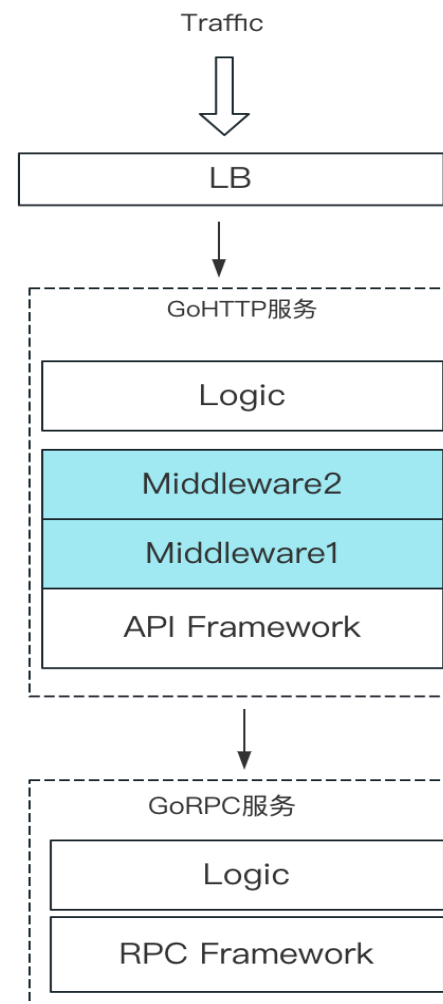 Traffic
LB
GoHTTP服务
Logic
Middleware2
Middleware1
API Framework
GoRPC服务
Logic
RPC Framework